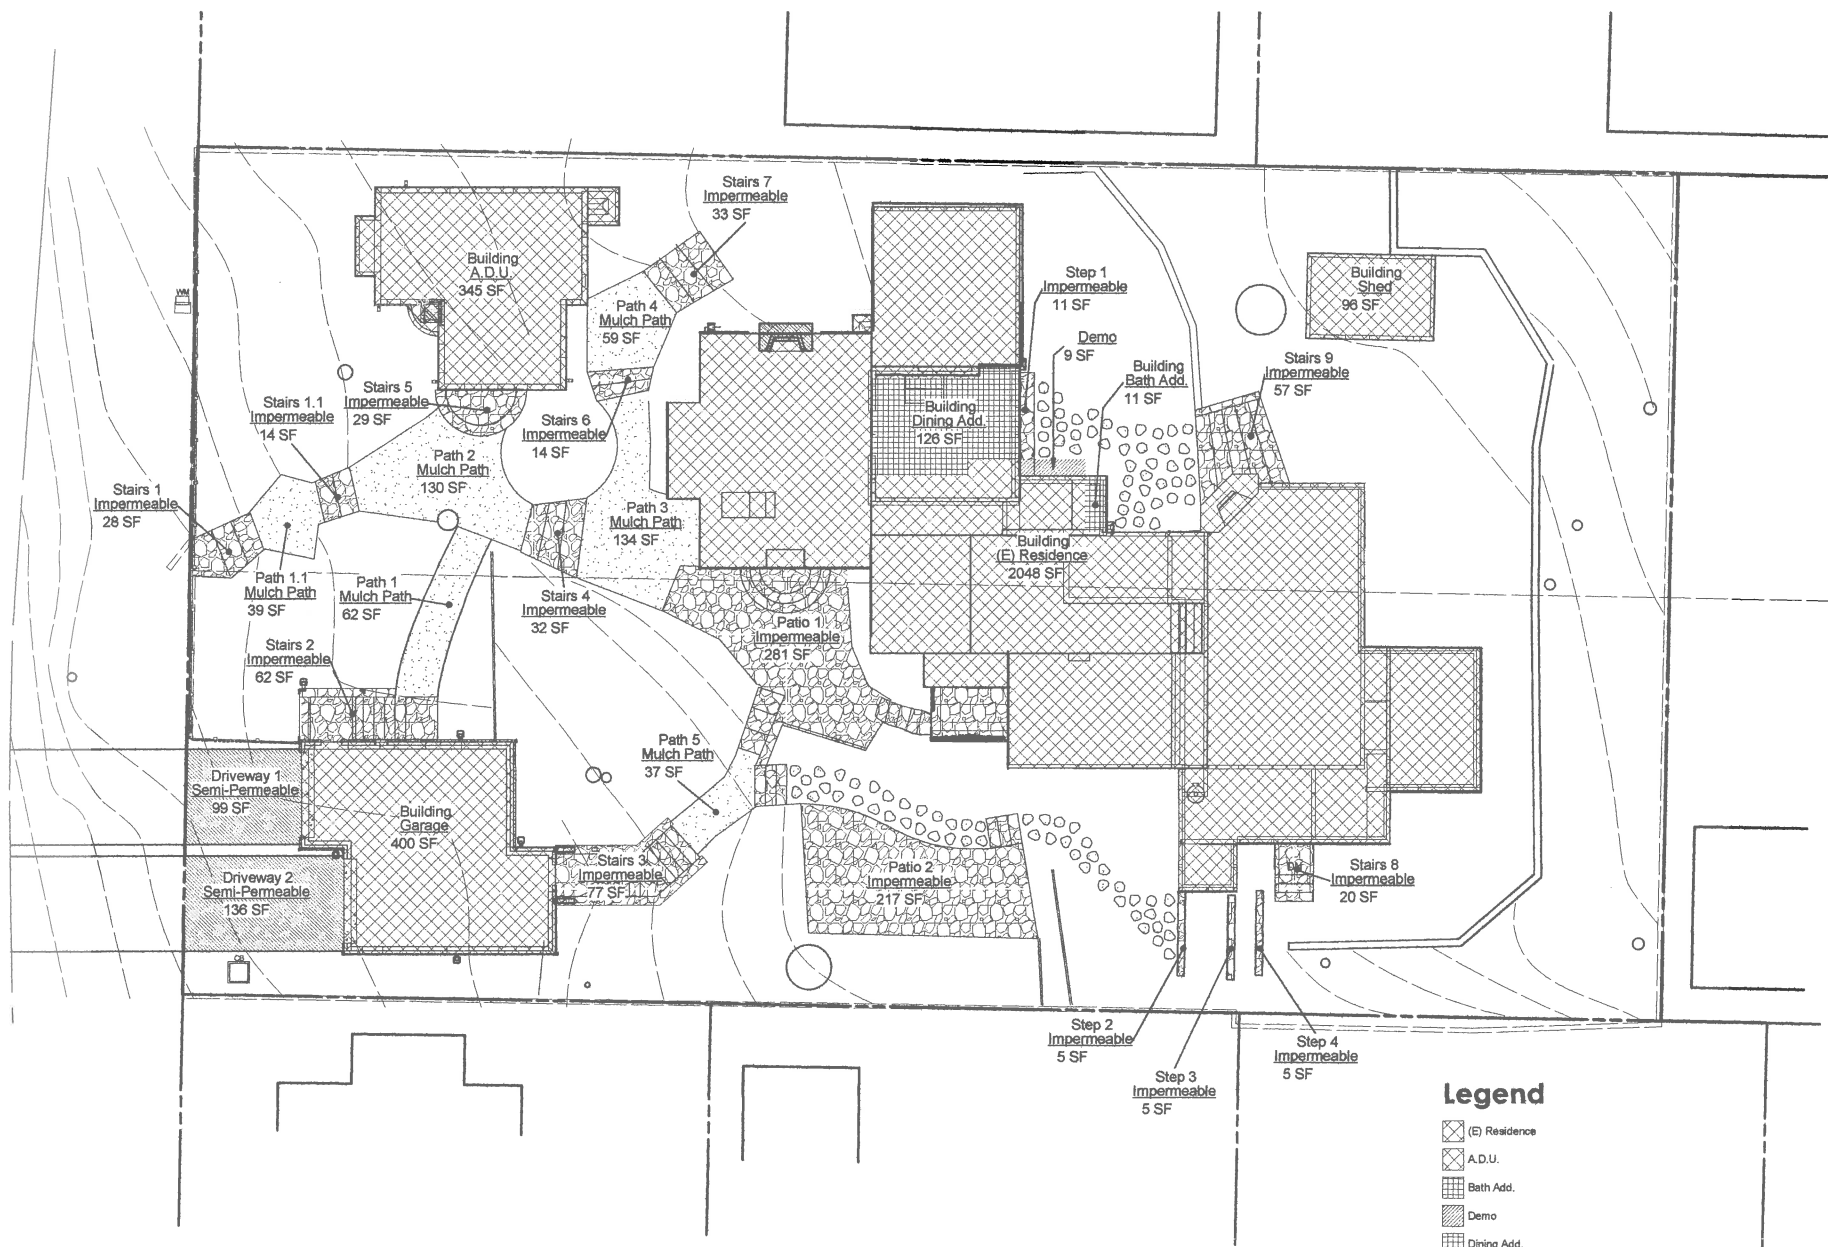 Stairs 7
Impermeable
33 SF
Building
A.D.U.
345 SF
Step 1
Impermeable
11 SF
Building
Shed
96 SF
WM
Path 4
Mulch Path
59 SF
Demo
9 SF
Building
Bath Add.
11 SF
Stairs 9
Impermeable
57 SF
Stairs 5
Impermeable
29 SF
Stairs 1.1
Impermeable
14 SF
Stairs 6
Impermeable
14 SF
Building
Dining Add.
126 SF
Path 2
Mulch Path
130 SF
Stairs 1
Impermeable
28 SF
Path 3
Mulch Path
134 SF
Building
(E) Residence
2048 SF
Path 1.1
Mulch Path
39 SF
Path 1
Mulch Path
62 SF
Stairs 4
Impermeable
32 SF
Patio 1
Impermeable
281 SF
Stairs 2
Impermeable
62 SF
Path 5
Mulch Path
37 SF
Driveway 1
Semi-Permeable
99 SF
Building
Garage
400 SF
Driveway 2
Semi-Permeable
136 SF
Stairs 3
Impermeable
77 SF
Patio 2
Impermeable
217 SF
Stairs 8
Impermeable
20 SF
CB
Step 2
Impermeable
5 SF
Step 3
Impermeable
5 SF
Step 4
Impermeable
5 SF
Legend
(E) Residence
A.D.U.
Bath Add.
Demo
Dining Add.